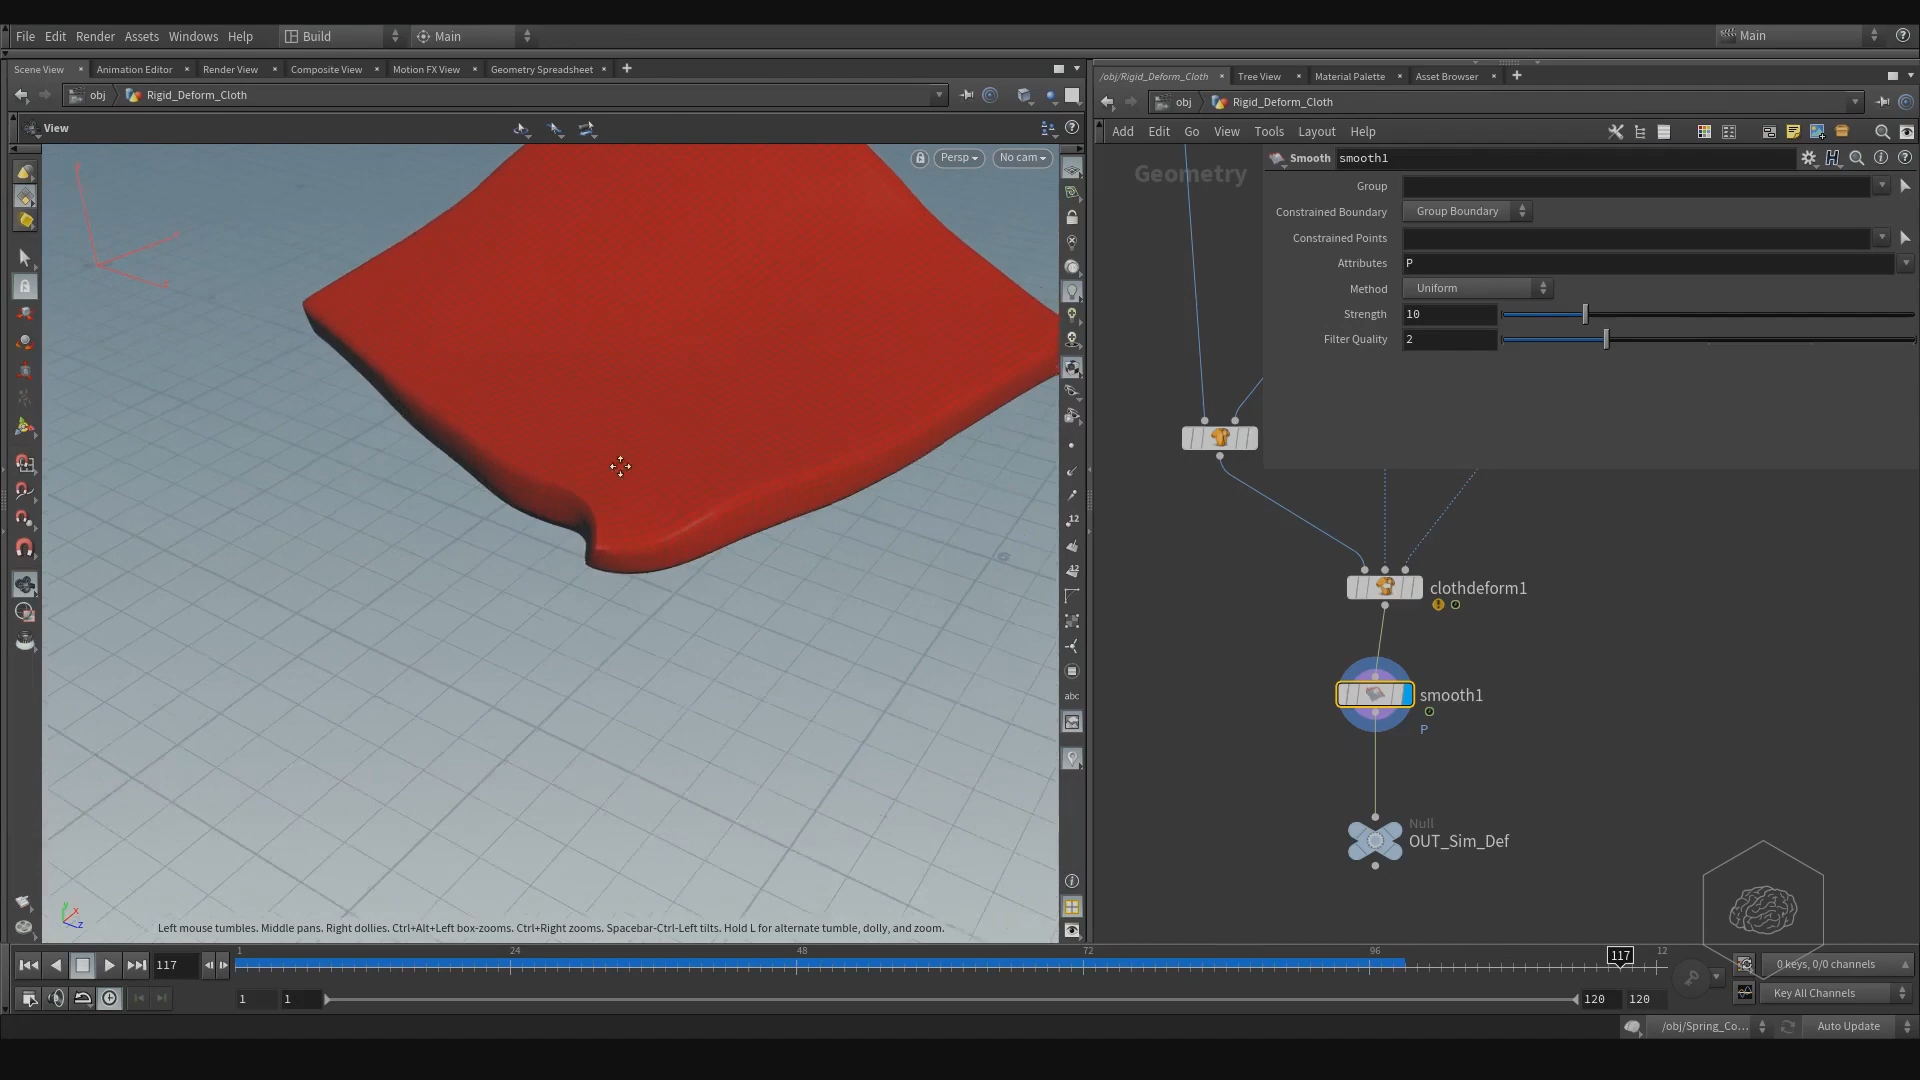 File Edit Render Assets Windows Help Build Main Main
Scene View Animation Editor Render View Composite View Motion FX View Geometry Spreadsheet
/obj/Rigid_Deform_Cloth Tree View Material Palette Asset Browser
obj Rigid_Deform_Cloth
obj Rigid_Deform_Cloth
View
Add Edit Go View Tools Layout Help
Persp No cam
Geometry
Smooth smooth1
Group
Constrained Boundary Group Boundary
Constrained Points
Attributes P
Method Uniform
Strength 10
Filter Quality 2
12
12
abc
clothdeform1
smooth1
P
Null
OUT_Sim_Def
y x z
Left mouse tumbles. Middle pans. Right dollies. Ctrl+Alt+Left box-zooms. Ctrl+Right zooms. Spacebar-Ctrl-Left tilts. Hold L for alternate tumble, dolly, and zoom.
1 24 48 72 96 12
117 117 0 keys, 0/0 channels
1 1 120 120 Key All Channels
/obj/Spring_Co... Auto Update